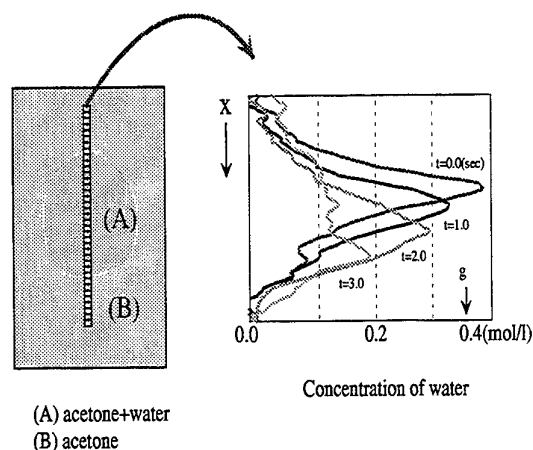 X
(A)
(B)
t=0.0(sec)
t=1.0
t=2.0
t=3.0
g
0.0
0.2
0.4(mol/l)
Concentration of water
(A) acetone+water
(B) acetone